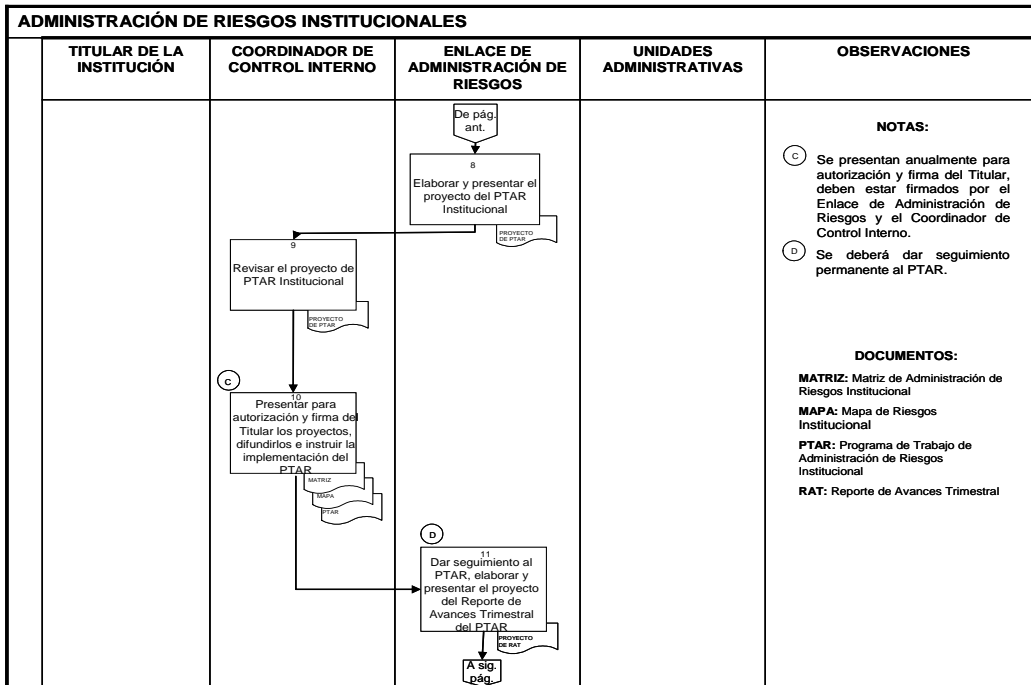 ADMINISTRACIÓN DE RIESGOS INSTITUCIONALES
TITULAR DE LA
INSTITUCIÓN
COORDINADOR DE
CONTROL INTERNO
ENLACE DE
ADMINISTRACIÓN DE
RIESGOS
UNIDADES
ADMINISTRATIVAS
OBSERVACIONES
De pág.
ant.
8
Elaborar y presentar el
proyecto del PTAR
Institucional
PROYECTO
DE PTAR
9
Revisar el proyecto de
PTAR Institucional
PROYECTO
DE PTAR
C
10
Presentar para
autorización y firma del
Titular los proyectos,
difundirlos e instruir la
implementación del
PTAR
MATRIZ
MAPA
PTAR
D
11
Dar seguimiento al
PTAR, elaborar y
presentar el proyecto
del Reporte de
Avances Trimestral
del PTAR
PROYECTO
DE RAT
A sig.
pág.
NOTAS:
C Se presentan anualmente para
autorización y firma del Titular,
deben estar firmados por el
Enlace de Administración de
Riesgos y el Coordinador de
Control Interno.
D Se deberá dar seguimiento
permanente al PTAR.
DOCUMENTOS:
MATRIZ: Matriz de Administración de
Riesgos Institucional
MAPA: Mapa de Riesgos
Institucional
PTAR: Programa de Trabajo de
Administración de Riesgos
Institucional
RAT: Reporte de Avances Trimestral